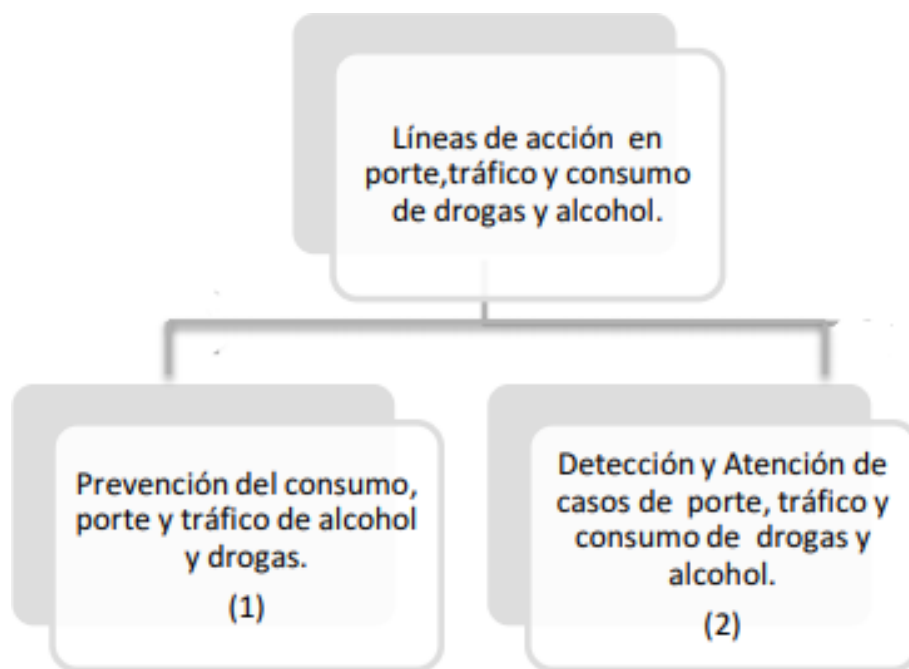 Líneas de acción en
porte,tráfico y consumo
de drogas y alcohol.
Prevención del consumo,
porte y tráfico de alcohol
y drogas.
(1)
Detección y Atención de
casos de porte, tráfico y
consumo de drogas y
alcohol.
(2)